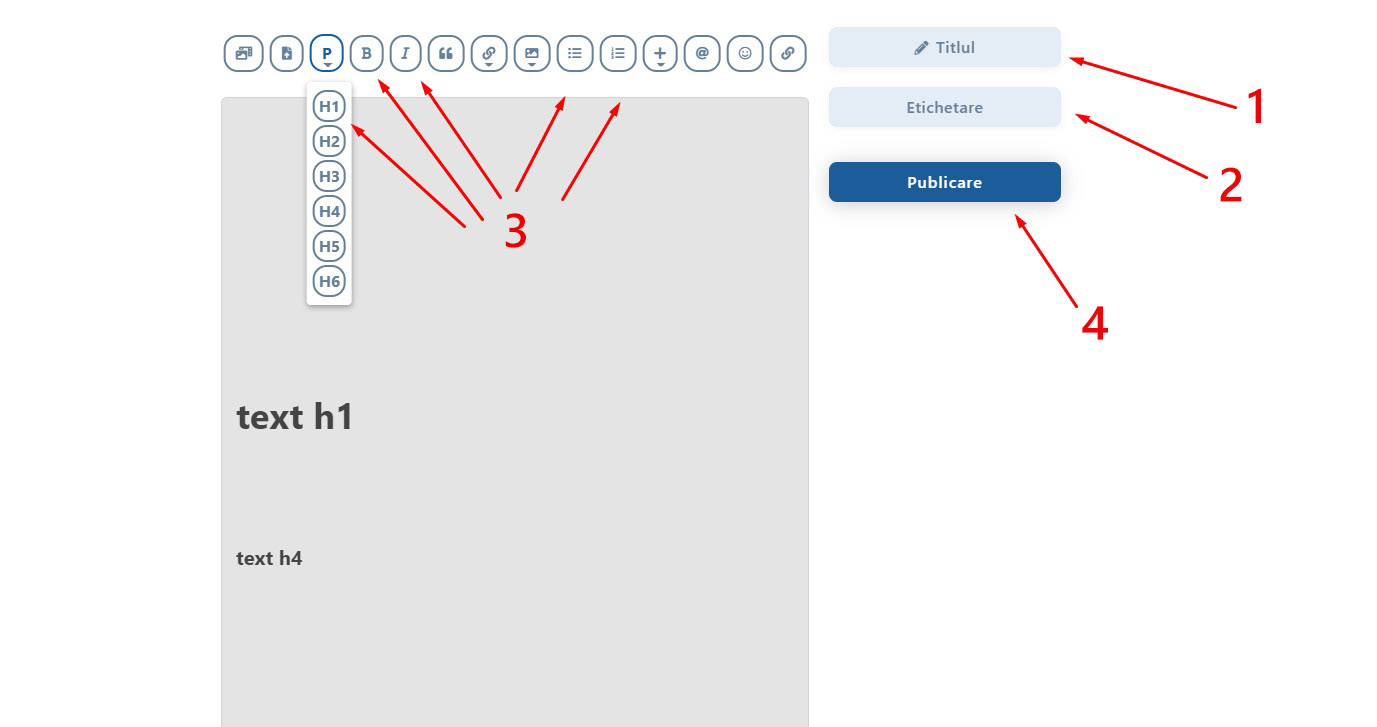 P B I @
Titlul
Etichetare
Publicare
H1
H2
H3
H4
H5
H6
1
2
3
4
text h1
text h4